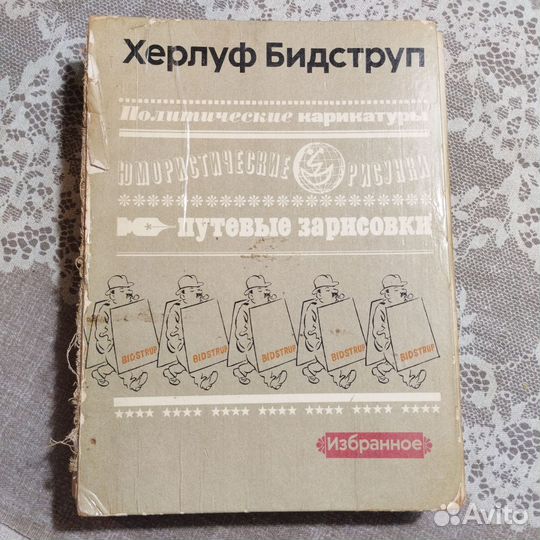 Херлуф Бидструп
Политические карикатуры
ЮМОРИСТИЧЕСКИЕ РИСУНКИ
путевые зарисовки
BIDSTRUP BIDSTRUP BIDSTRUP BIDSTRUP BIDSTRUP
Избранное
Avito